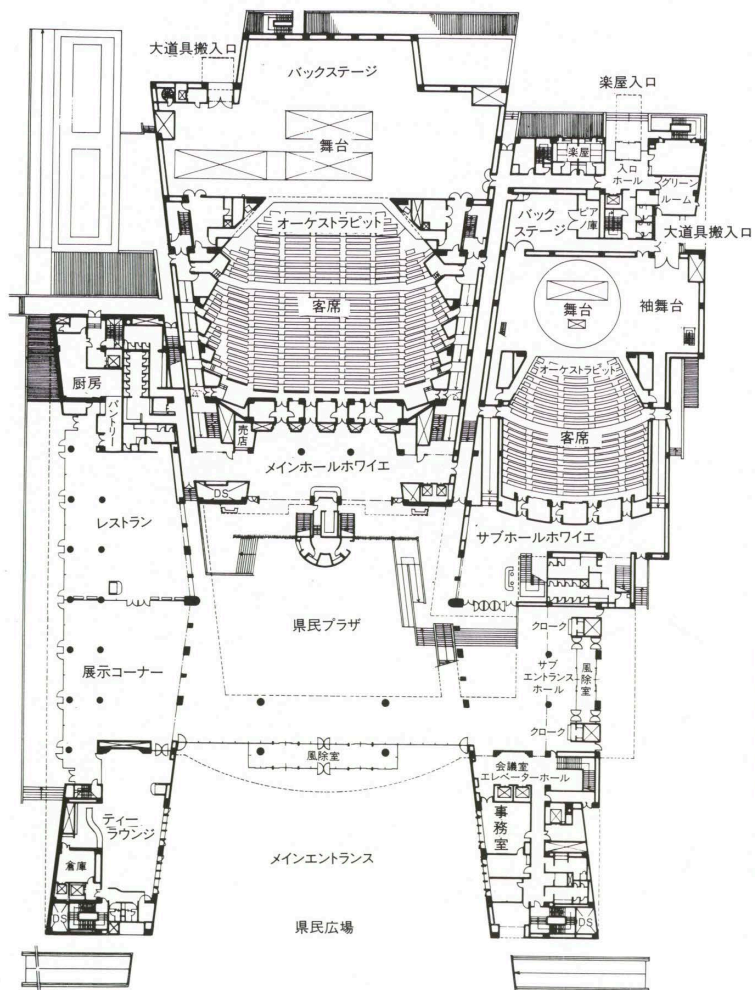 大道具搬入口
バックステージ
舞台
楽屋入口
楽屋
入口
ホール
グリーン
ルーム
バック
ステージ
ピア
ノ庫
大道具搬入口
オーケストラピット
客席
舞台
袖舞台
オーケストラピット
客席
厨房
パントリー
売店
メインホールホワイエ
DS
レストラン
サブホールホワイエ
県民プラザ
展示コーナー
クローク
サブ
エントランス
ホール
風除室
クローク
風除室
会議室
エレベーターホール
ティー
ラウンジ
事務室
倉庫
メインエントランス
DS
県民広場
DS